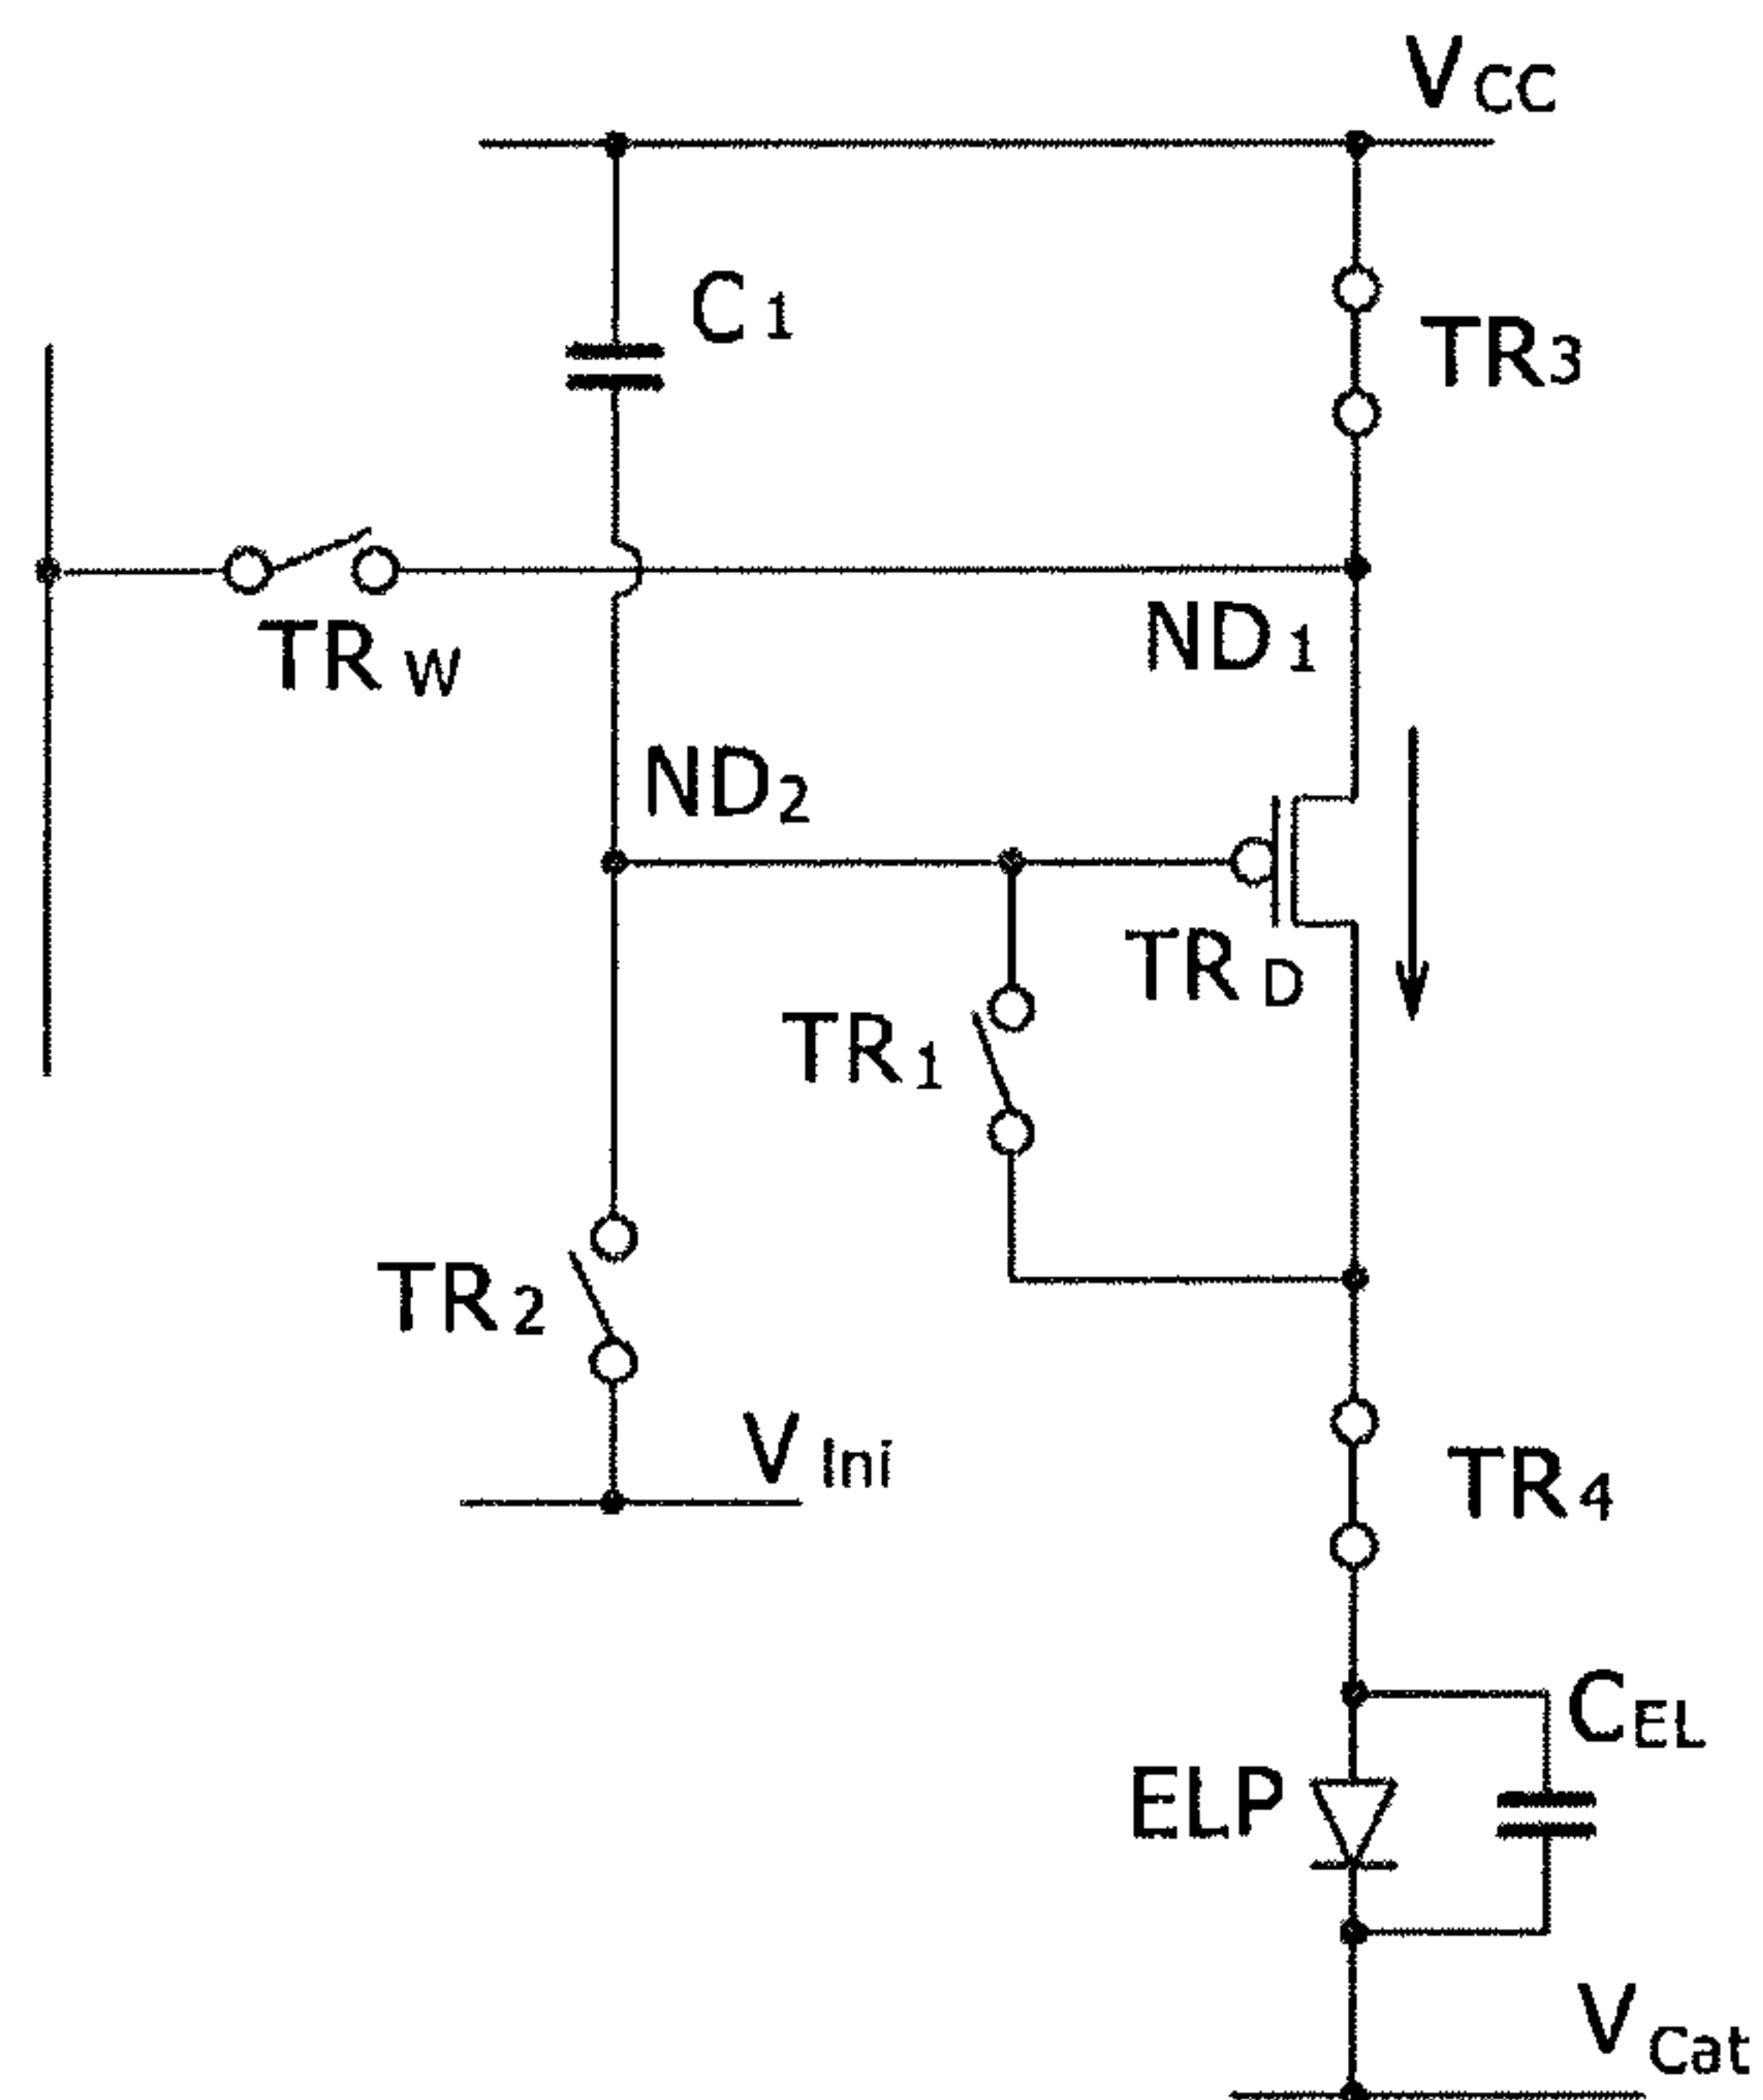 VCC
C1
TR3
TRW
ND1
ND2
TRD
TR1
TR2
VIni
TR4
CEL
ELP
VCat